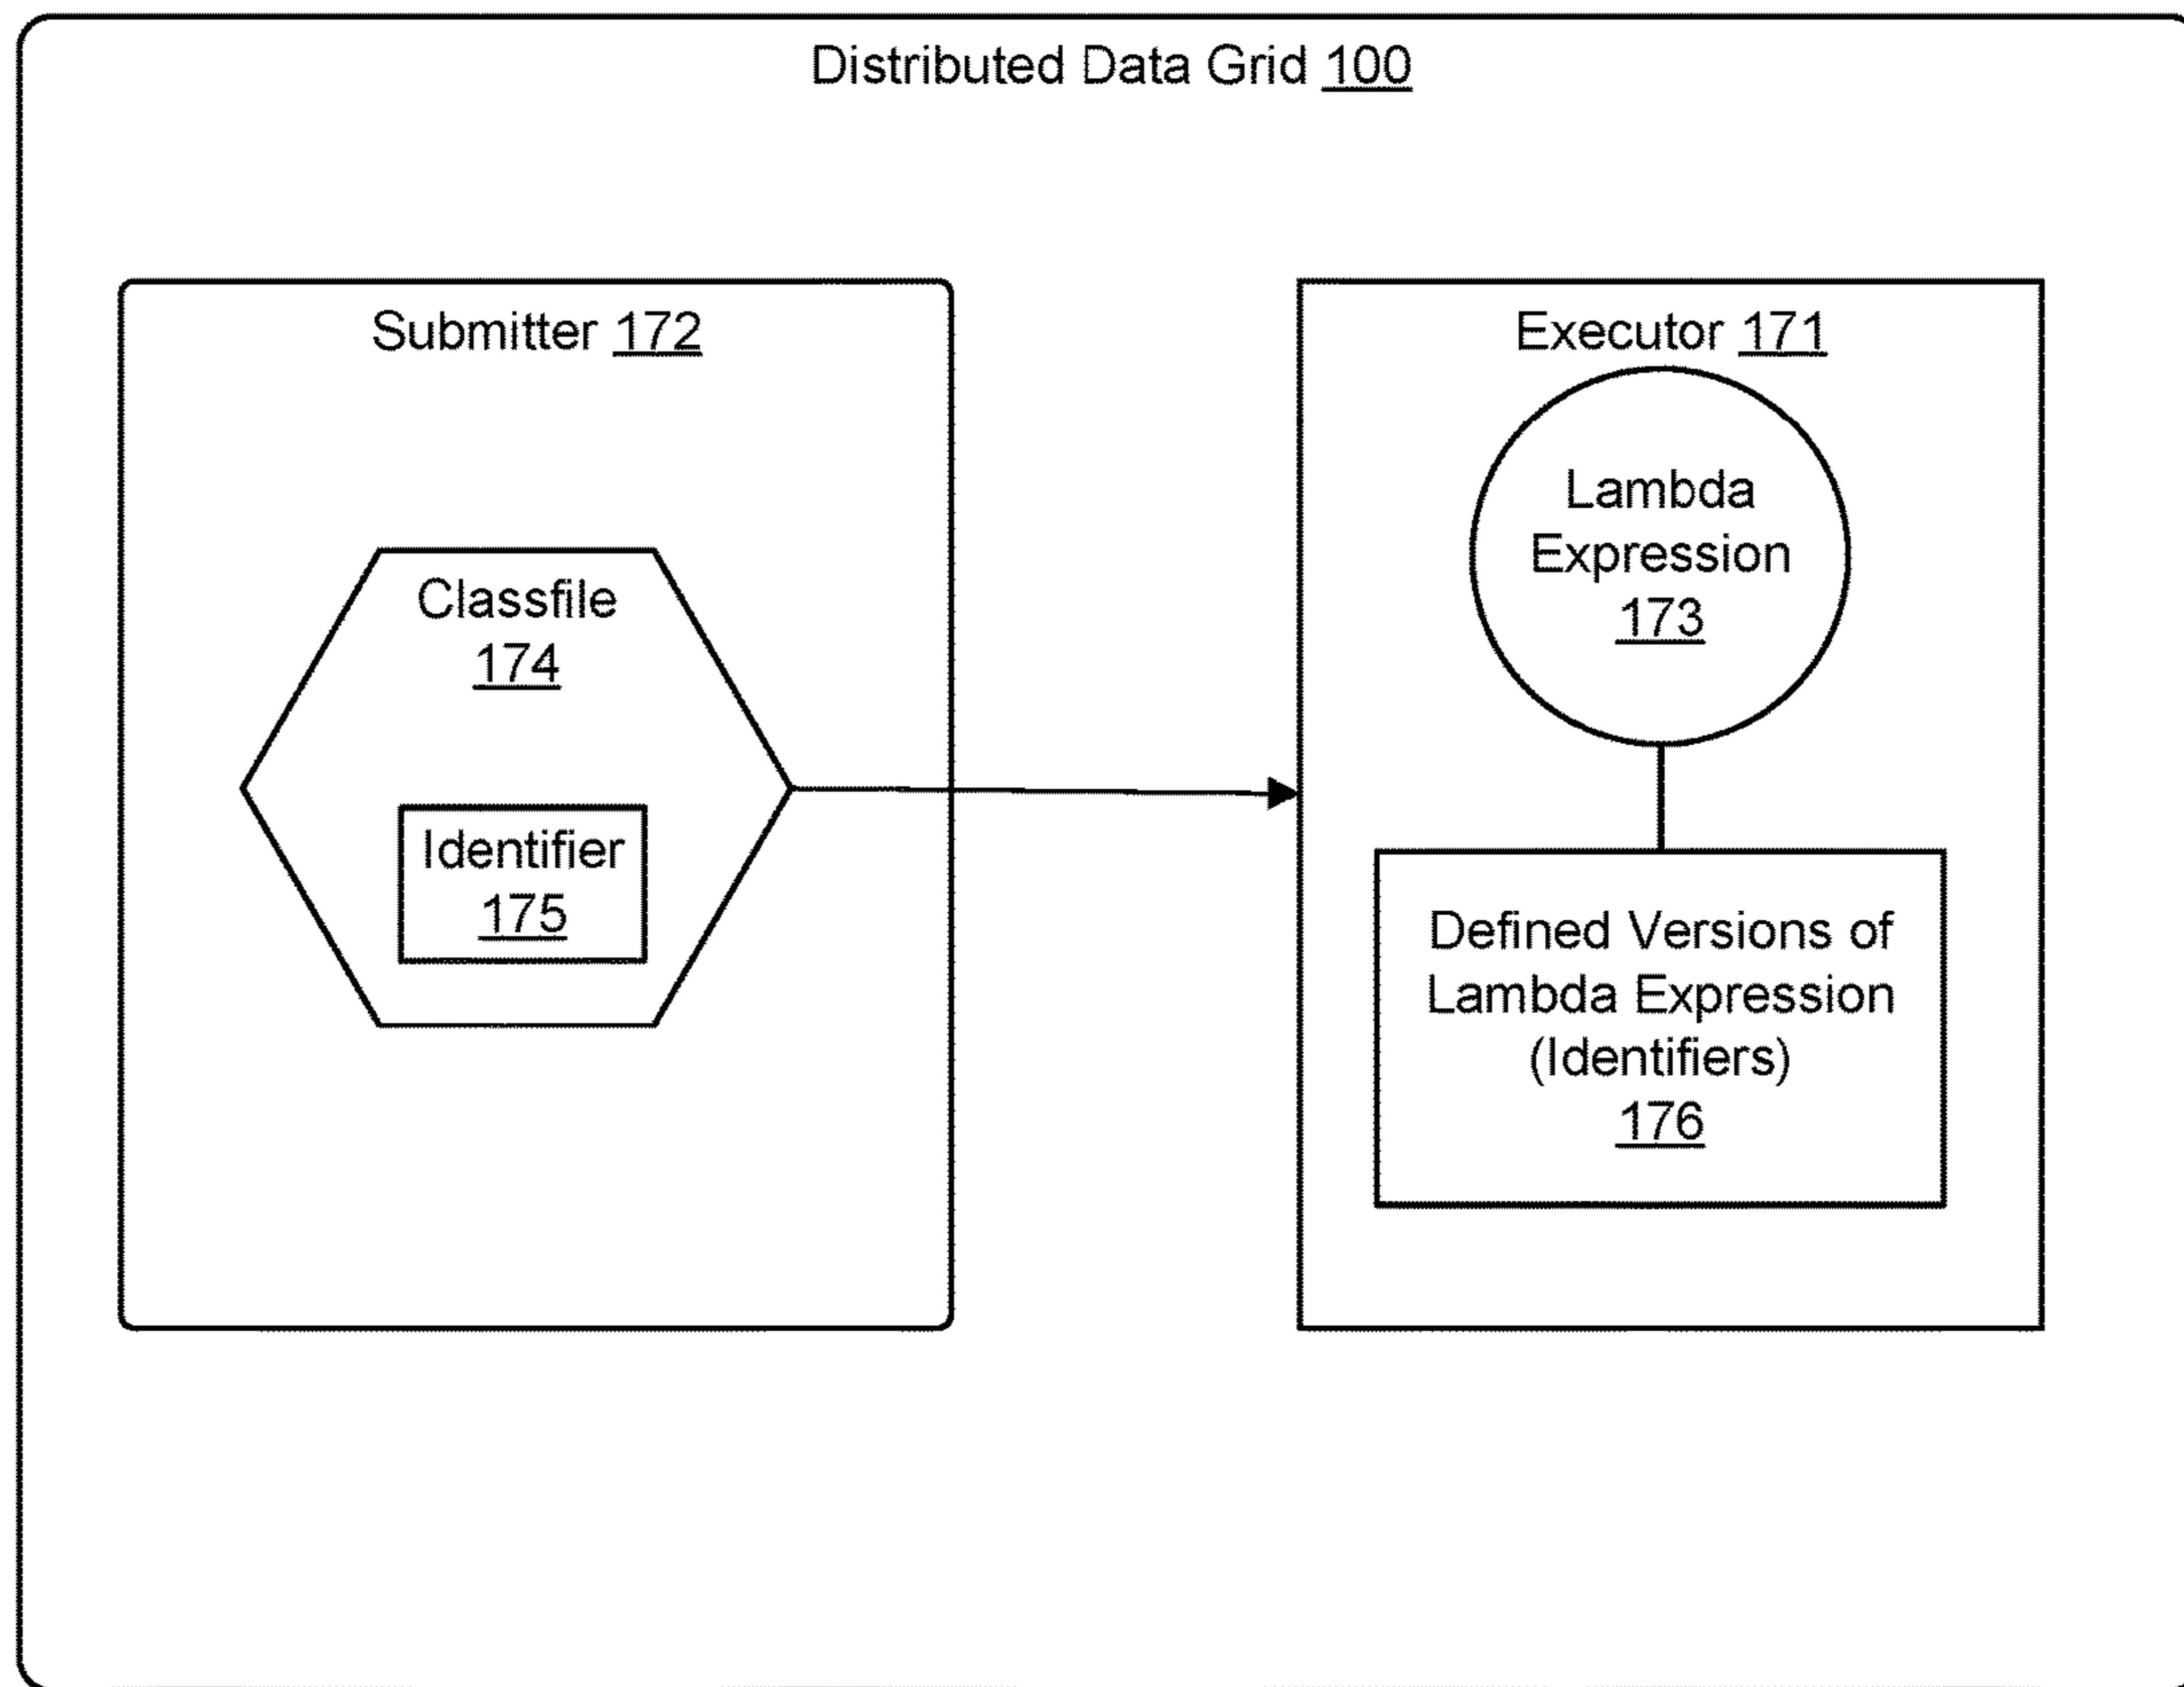 Distributed Data Grid 100
Submitter 172
Classfile
174
Identifier
175
Executor 171
Lambda
Expression
173
Defined Versions of
Lambda Expression
(Identifiers)
176